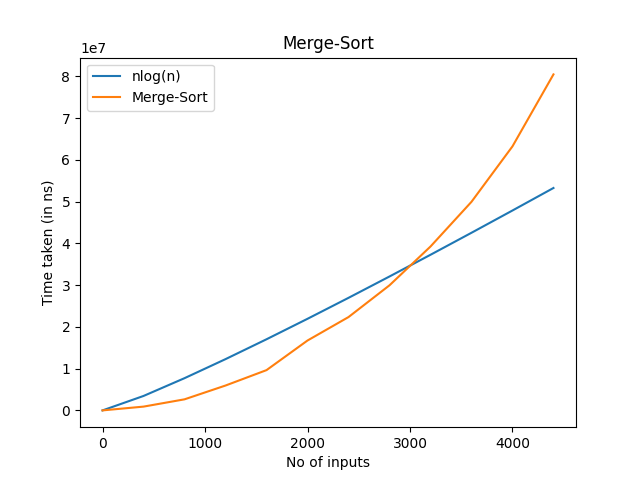 Merge-Sort
1e7
nlog(n)
Merge-Sort
8
7
6
5
4
3
2
1
0
Time taken (in ns)
0 1000 2000 3000 4000
No of inputs